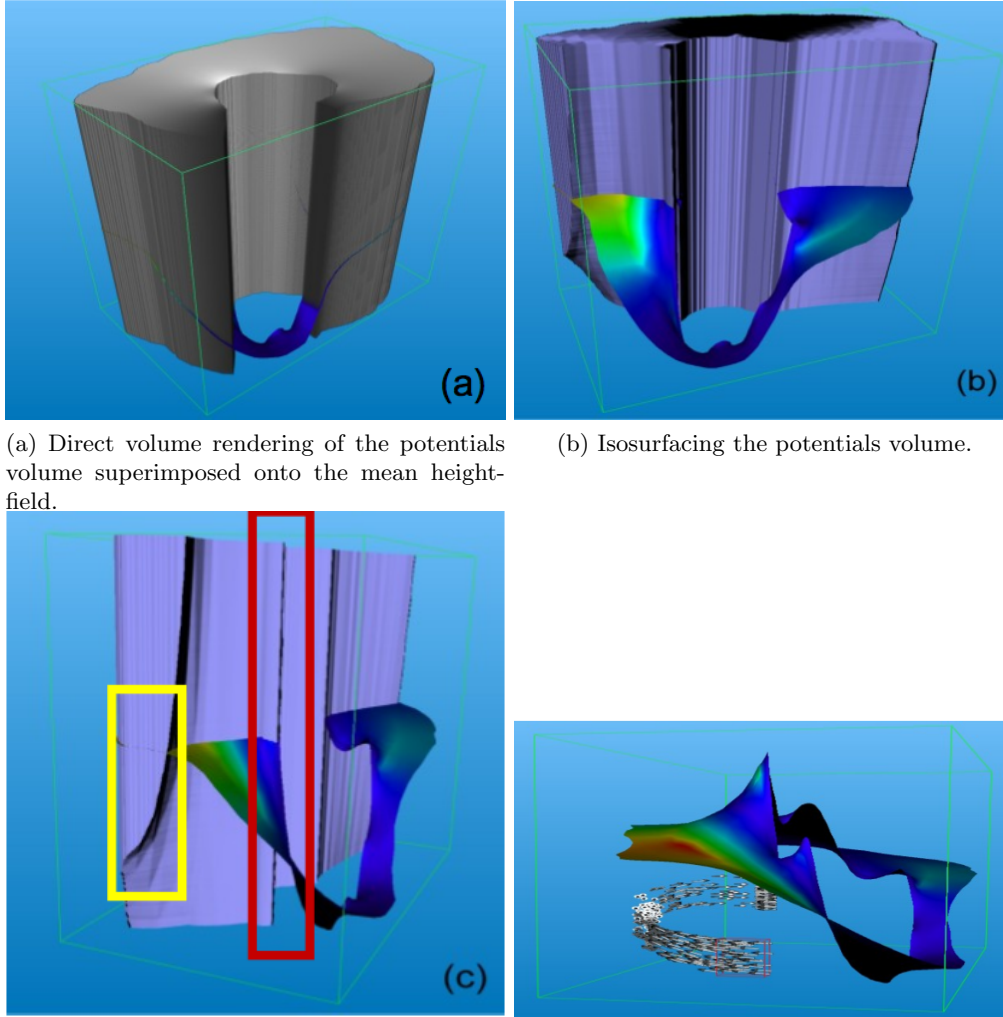 (a)
(b)
(a) Direct volume rendering of the potentials
volume superimposed onto the mean height-
field.
(b) Isosurfacing the potentials volume.
(c)